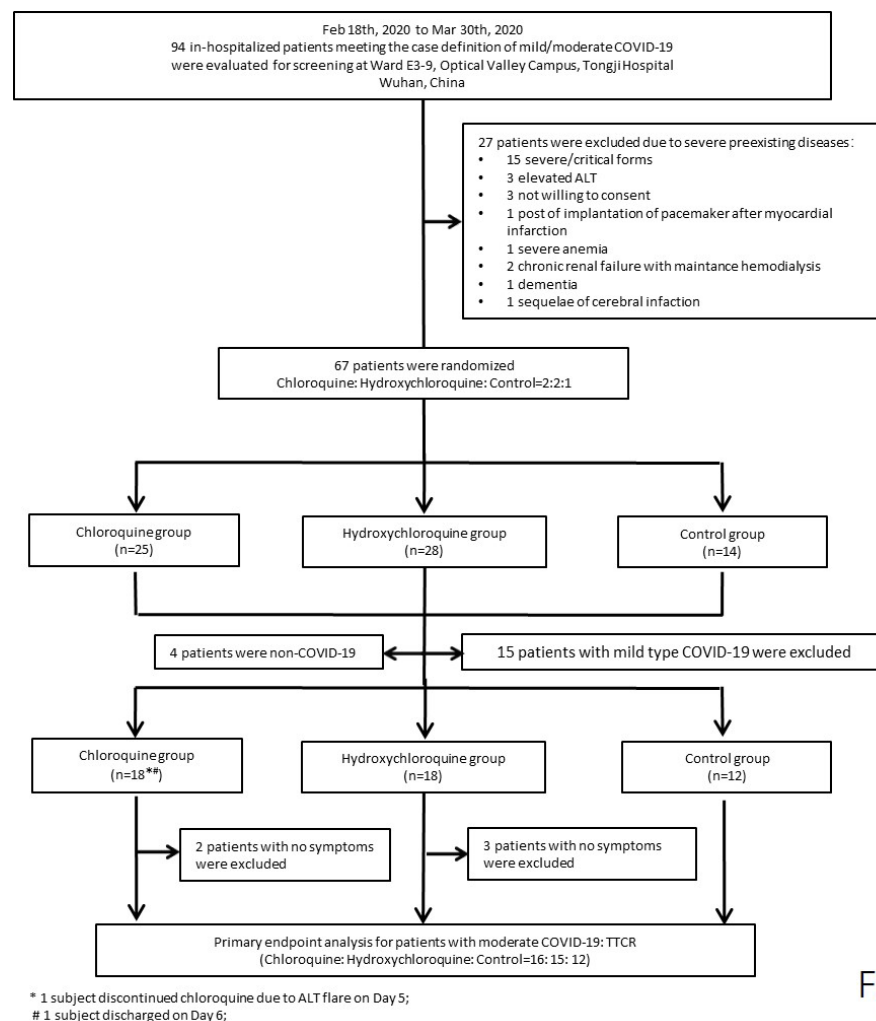 Feb 18th, 2020 to Mar 30th, 2020
94 in-hospitalized patients meeting the case definition of mild/moderate COVID-19
were evaluated for screening at Ward E3-9, Optical Valley Campus, Tongji Hospital
Wuhan, China
27 patients were excluded due to severe preexisting diseases:
• 15 severe/critical forms
• 3 elevated ALT
• 3 not willing to consent
• 1 post of implantation of pacemaker after myocardial
infarction
• 1 severe anemia
• 2 chronic renal failure with maintance hemodialysis
• 1 dementia
• 1 sequelae of cerebral infaction
67 patients were randomized
Chloroquine: Hydroxychloroquine: Control=2:2:1
Chloroquine group
(n=25)
Hydroxychloroquine group
(n=28)
Control group
(n=14)
4 patients were non-COVID-19
15 patients with mild type COVID-19 were excluded
Chloroquine group
(n=18*#)
Hydroxychloroquine group
(n=18)
Control group
(n=12)
2 patients with no symptoms
were excluded
3 patients with no symptoms
were excluded
Primary endpoint analysis for patients with moderate COVID-19: TTCR
(Chloroquine: Hydroxychloroquine: Control=16: 15: 12)
* 1 subject discontinued chloroquine due to ALT flare on Day 5;
# 1 subject discharged on Day 6;
F